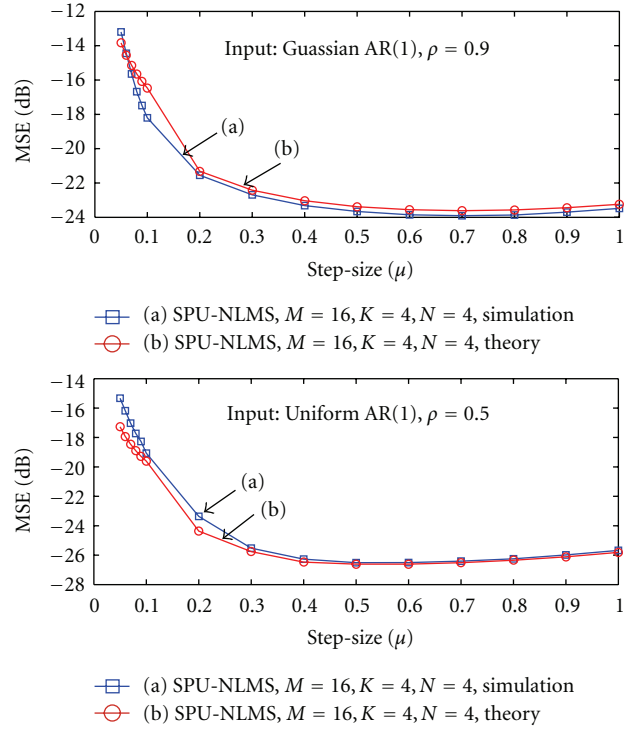 −12
−14
−16
−18
−20
−22
−24
MSE (dB)
Input: Guassian AR(1), ρ = 0.9
(a)
(b)
0 0.1 0.2 0.3 0.4 0.5 0.6 0.7 0.8 0.9 1
Step-size (μ)
(a) SPU-NLMS, M = 16, K = 4, N = 4, simulation
(b) SPU-NLMS, M = 16, K = 4, N = 4, theory
−14
−16
−18
−20
−22
−24
−26
−28
MSE (dB)
Input: Uniform AR(1), ρ = 0.5
(a)
(b)
0 0.1 0.2 0.3 0.4 0.5 0.6 0.7 0.8 0.9 1
Step-size (μ)
(a) SPU-NLMS, M = 16, K = 4, N = 4, simulation
(b) SPU-NLMS, M = 16, K = 4, N = 4, theory